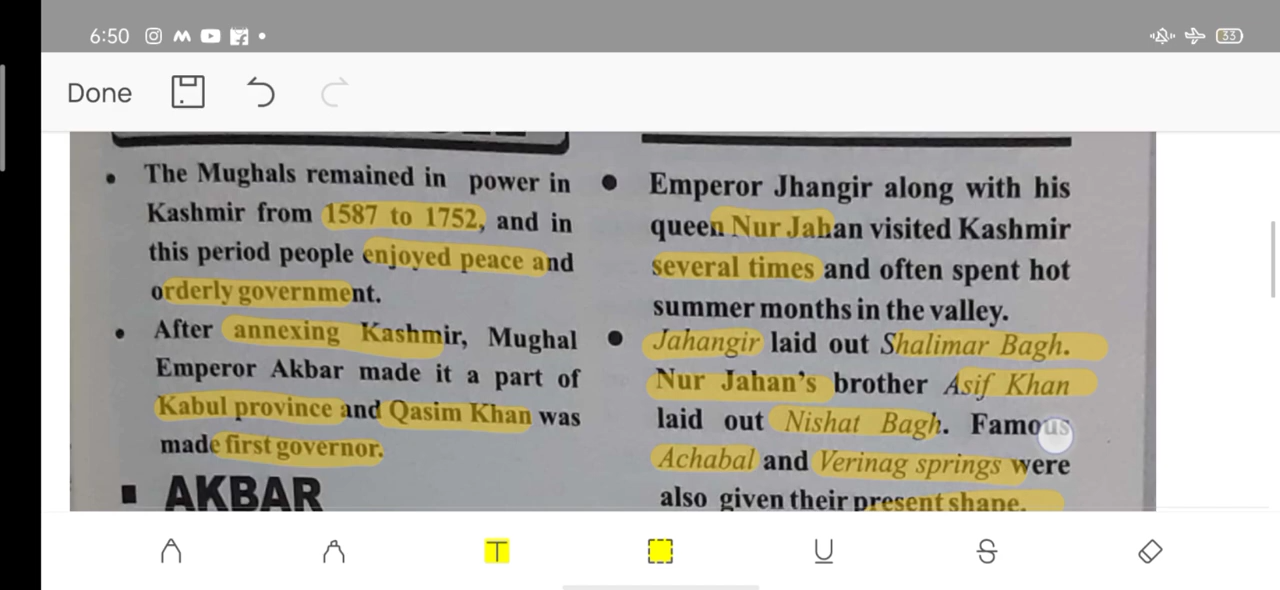 6:50
33
Done
The Mughals remained in power in
Kashmir from 1587 to 1752, and in
this period people enjoyed peace and
orderly government.
After annexing Kashmir, Mughal
Emperor Akbar made it a part of
Kabul province and Qasim Khan was
made first governor.
AKBAR
Emperor Jhangir along with his
queen Nur Jahan visited Kashmir
several times and often spent hot
summer months in the valley.
Jahangir laid out Shalimar Bagh.
Nur Jahan's brother Asif Khan
laid out Nishat Bagh. Famous
Achabal and Verinag springs were
also given their present shape.
T
U
S